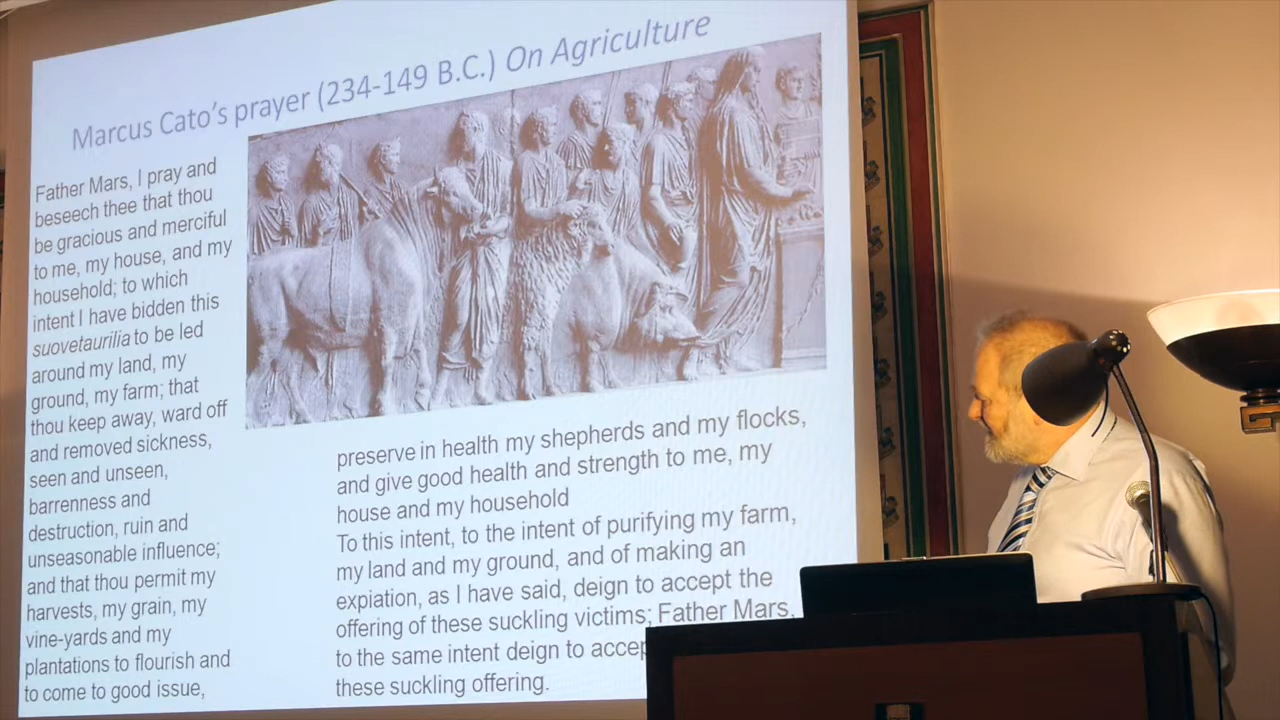 Marcus Cato's prayer (234-149 B.C.) On Agriculture
Father Mars, I pray and
beseech thee that thou
be gracious and merciful
to me, my house, and my
household; to which
intent I have bidden this
suovetaurilia to be led
around my land, my
ground, my farm; that
thou keep away, ward off
and removed sickness,
seen and unseen,
barrenness and
destruction, ruin and
unseasonable influence;
and that thou permit my
harvests, my grain, my
vine-yards and my
plantations to flourish and
to come to good issue,
preserve in health my shepherds and my flocks,
and give good health and strength to me, my
house and my household
To this intent, to the intent of purifying my farm,
my land and my ground, and of making an
expiation, as I have said, deign to accept the
offering of these suckling victims; Father Mars,
to the same intent deign to
these suckling offering.